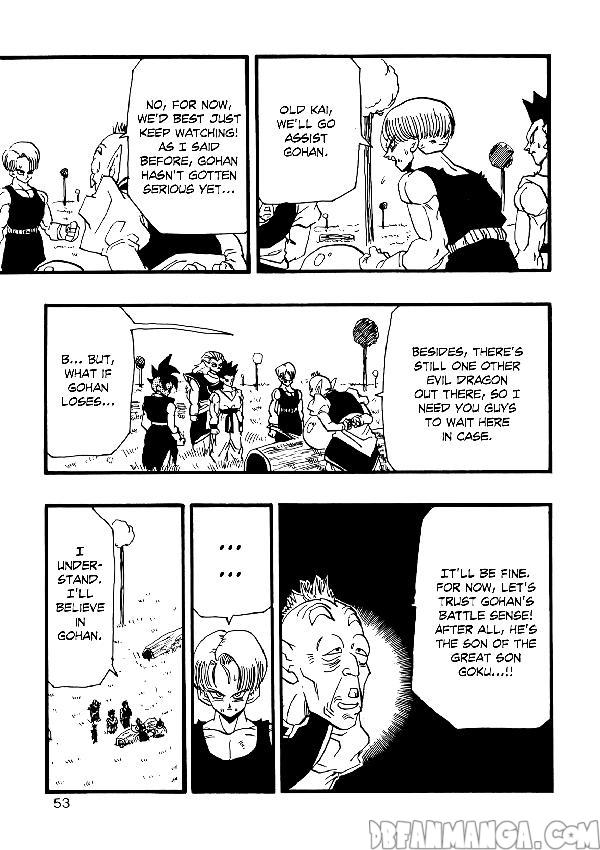 OLD KAI,
WE'LL GO
ASSIST
GOHAN.
NO, FOR NOW,
WE'D BEST JUST
KEEP WATCHING!
AS I SAID
BEFORE, GOHAN
HASN'T GOTTEN
SERIOUS YET...
BESIDES, THERE'S
STILL ONE OTHER
EVIL DRAGON
OUT THERE, SO I
NEED YOU GUYS
TO WAIT HERE
IN CASE.
B... BUT,
WHAT IF
GOHAN
LOSES...
IT'LL BE FINE.
FOR NOW, LET'S
TRUST GOHAN'S
BATTLE SENSE!
AFTER ALL, HE'S
THE SON OF THE
GREAT SON
GOKU...!!
...
...
I
UNDER-
STAND.
I'LL
BELIEVE
IN
GOHAN.
53
DBFANMANGA.COM